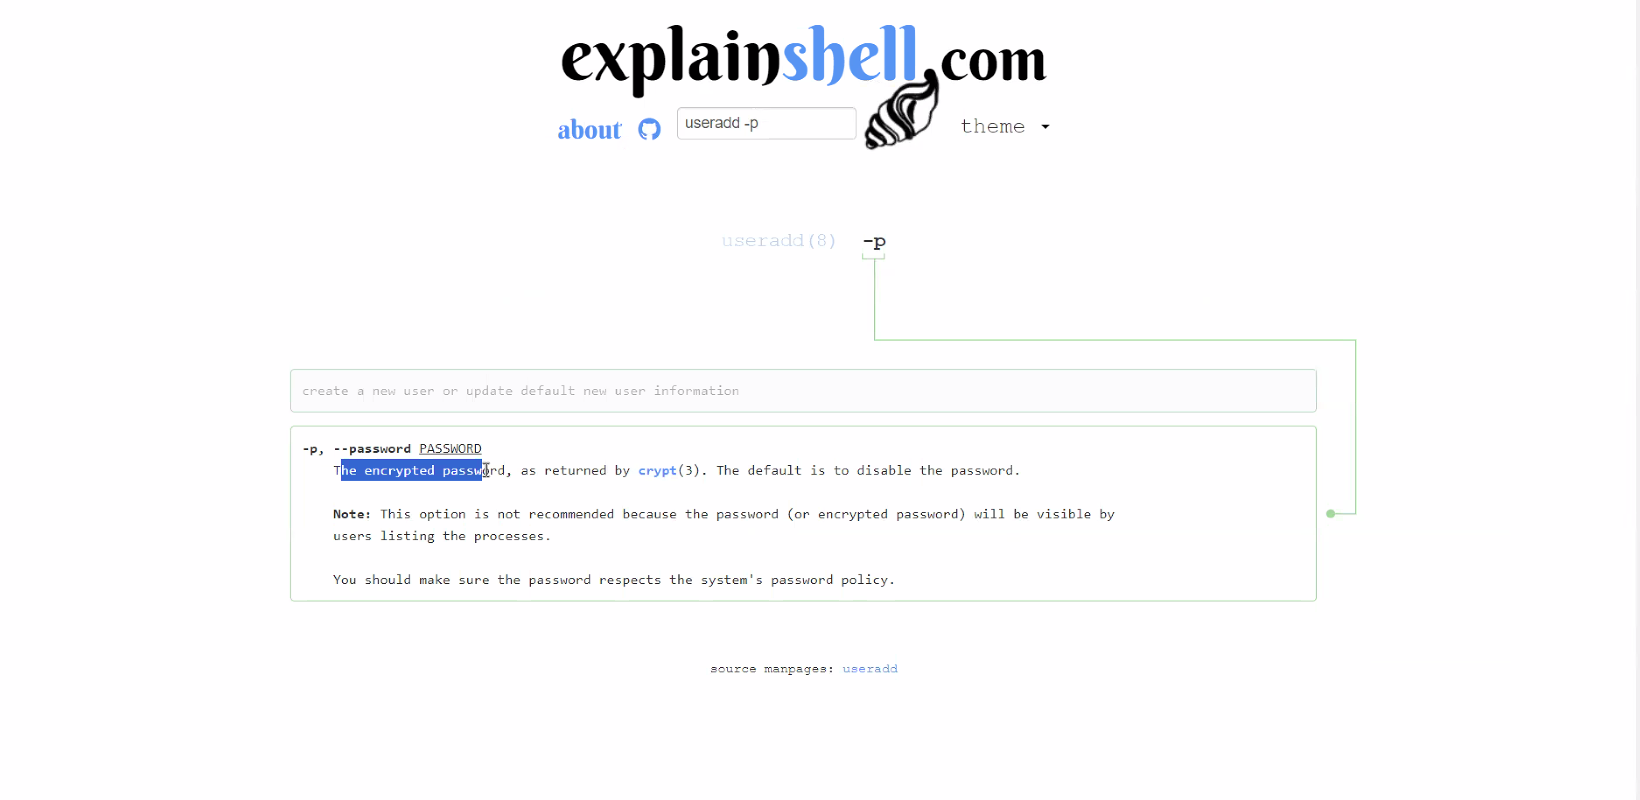 explainshell.com
about useradd -p theme
useradd(8) -p
create a new user or update default new user information
-p, --password PASSWORD
The encrypted password, as returned by crypt(3). The default is to disable the password.
Note: This option is not recommended because the password (or encrypted password) will be visible by
users listing the processes.
You should make sure the password respects the system's password policy.
source manpages: useradd